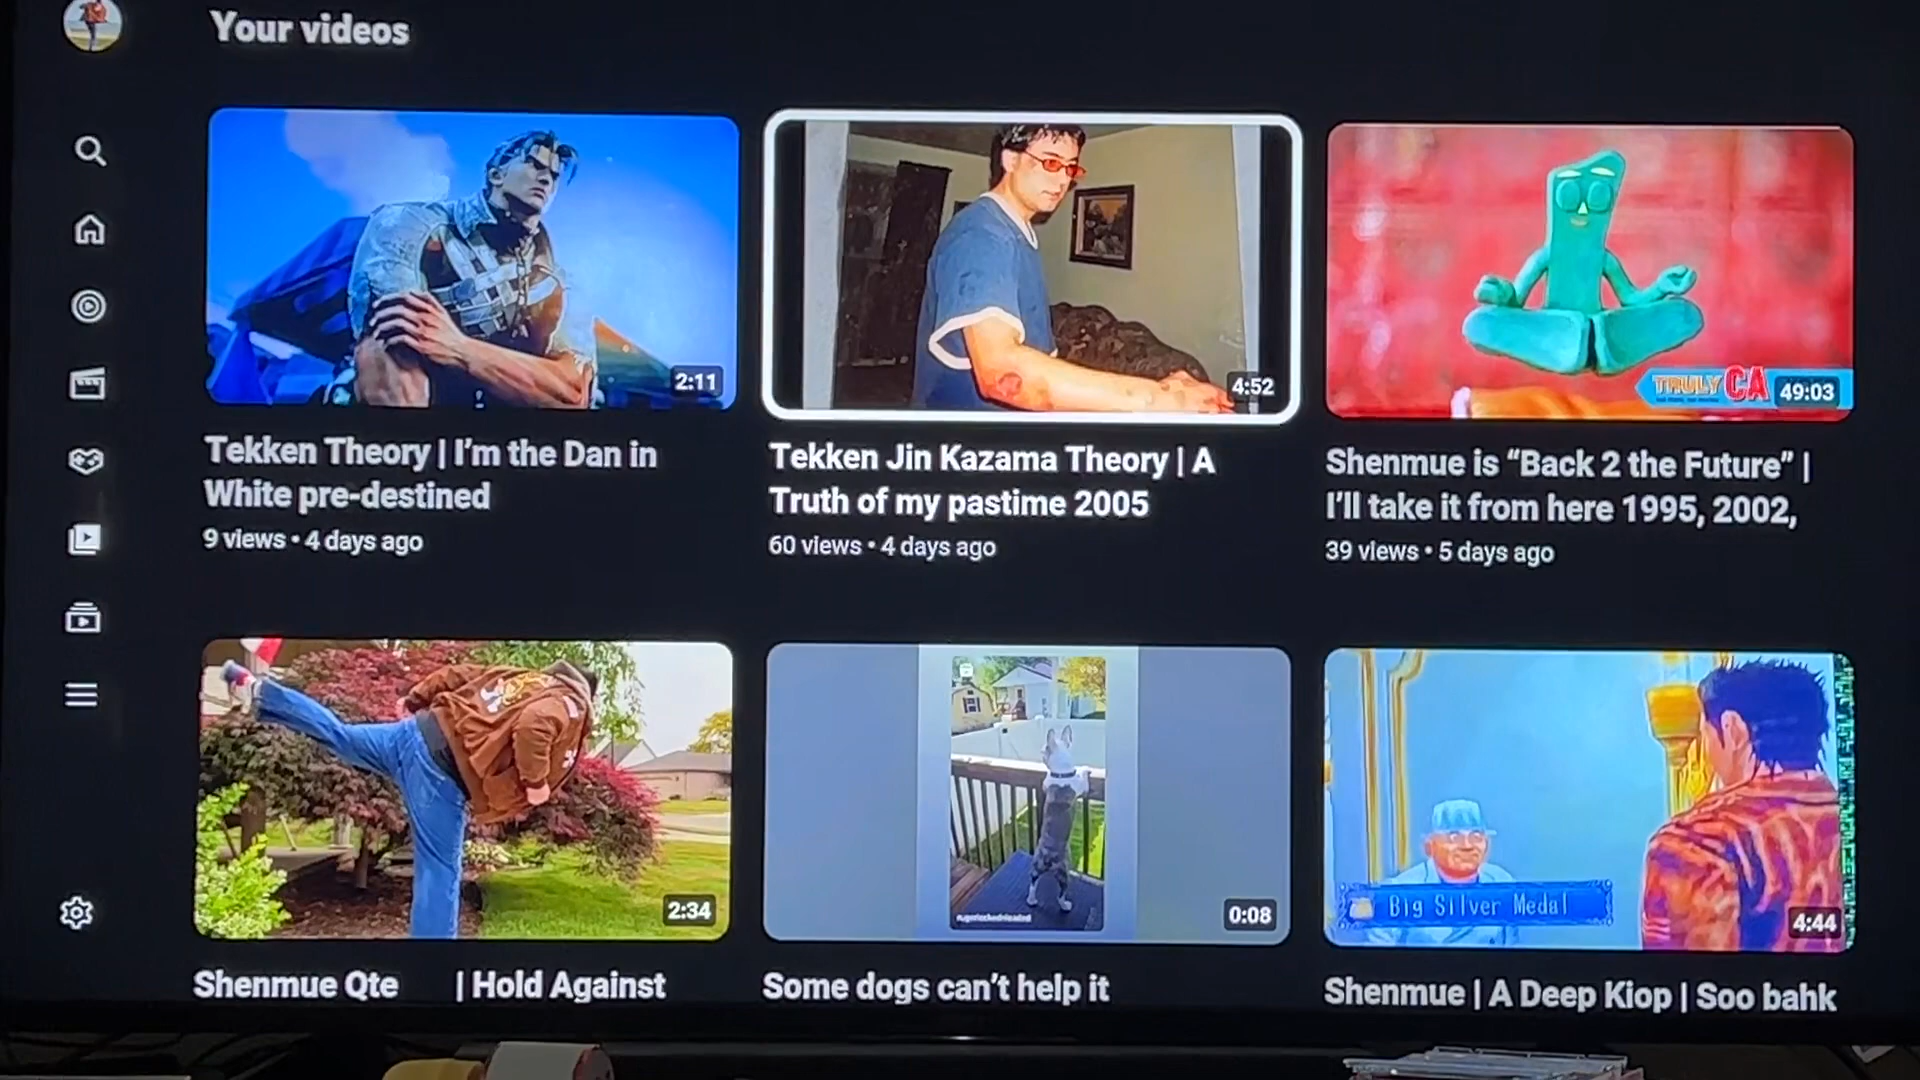 Your videos
2:11
4:52
TRULY CA
49:03
Tekken Theory | I'm the Dan in
White pre-destined
9 views • 4 days ago
Tekken Jin Kazama Theory | A
Truth of my pastime 2005
60 views • 4 days ago
Shenmue is “Back 2 the Future” |
I'll take it from here 1995, 2002,
39 views • 5 days ago
2:34
0:08
Big Silver Medal
4:44
Shenmue Qte | Hold Against
Some dogs can't help it
Shenmue | A Deep Kiop | Soo bahk